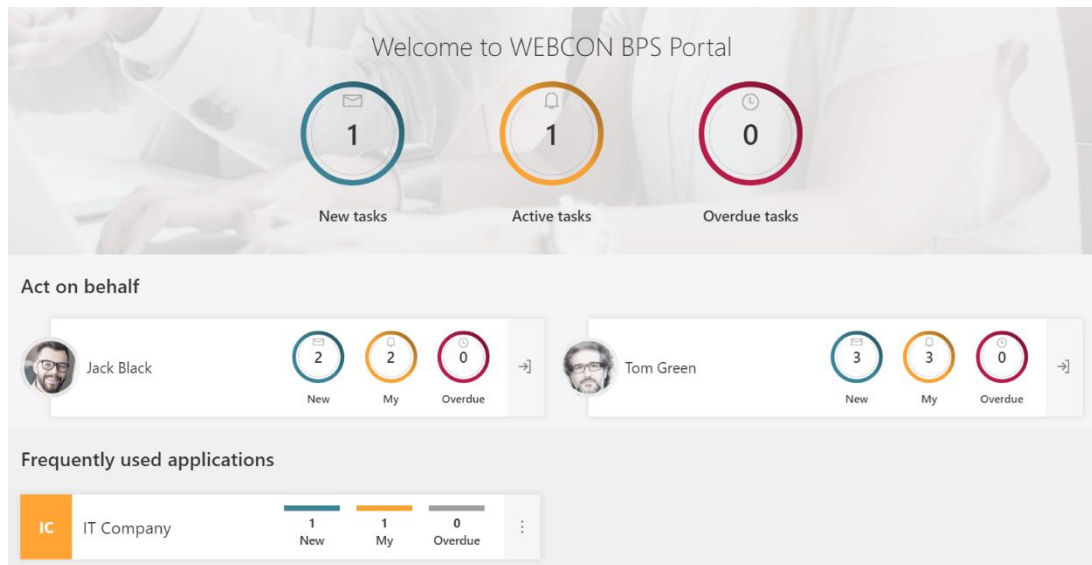 Welcome to WEBCON BPS Portal
1 1 0
New tasks Active tasks Overdue tasks
Act on behalf
Jack Black
2 2 0
New My Overdue
Tom Green
3 3 0
New My Overdue
Frequently used applications
IC IT Company
1 1 0
New My Overdue